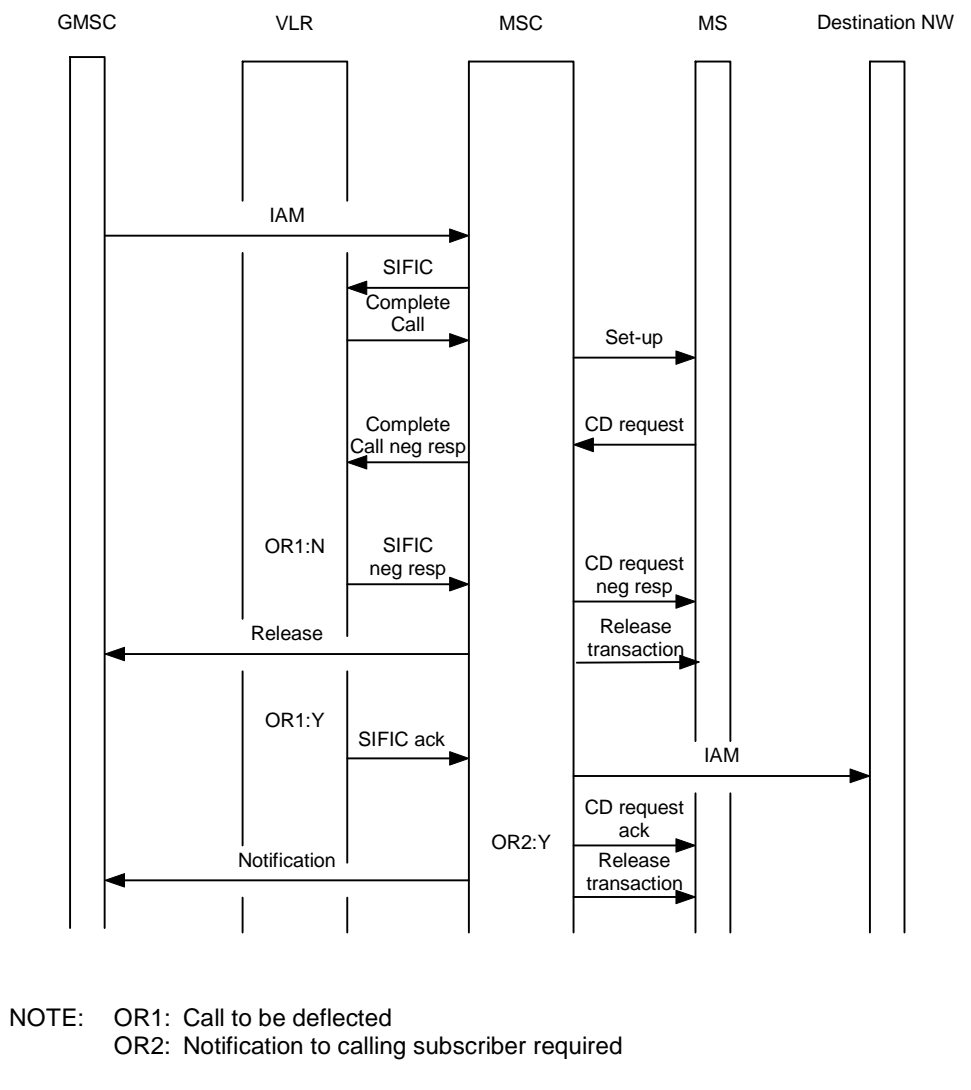 GMSC VLR MSC MS Destination NW
IAM
SIFIC
Complete
Call
Set-up
Complete
Call neg resp
CD request
OR1:N
SIFIC
neg resp
CD request
neg resp
Release
Release
transaction
OR1:Y
SIFIC ack
IAM
CD request
ack
OR2:Y
Notification
Release
transaction
NOTE: OR1: Call to be deflected
OR2: Notification to calling subscriber required